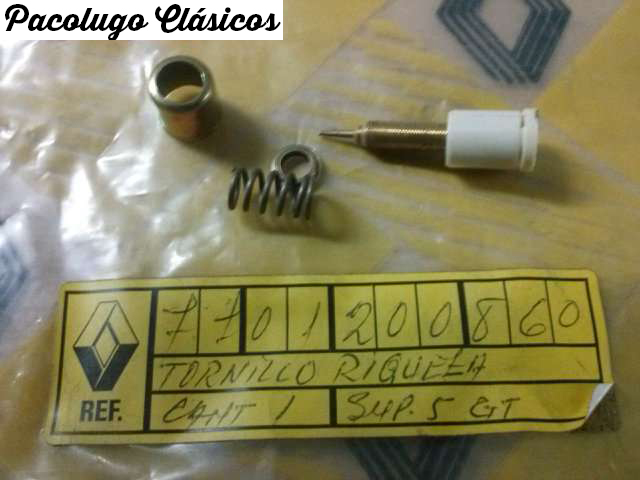 Pacolugo Clásicos
7701200860
TORNILLO RIQUEZA
REF.
CANT 1 SUP. 5 GT